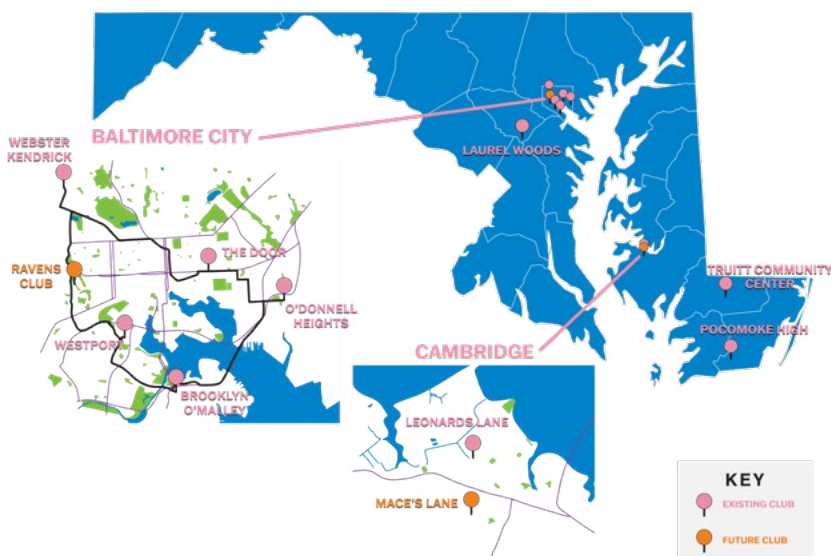 BALTIMORE CITY
WEBSTER
KENDRICK
LAUREL WOODS
THE DOOR
RAVENS
CLUB
O'DONNELL
HEIGHTS
TRUITT COMMUNITY
CENTER
WESTPORT
POCOMOKE HIGH
CAMBRIDGE
BROOKLYN
O'MALLEY
LEONARDS LANE
MACE'S LANE
KEY
EXISTING CLUB
FUTURE CLUB